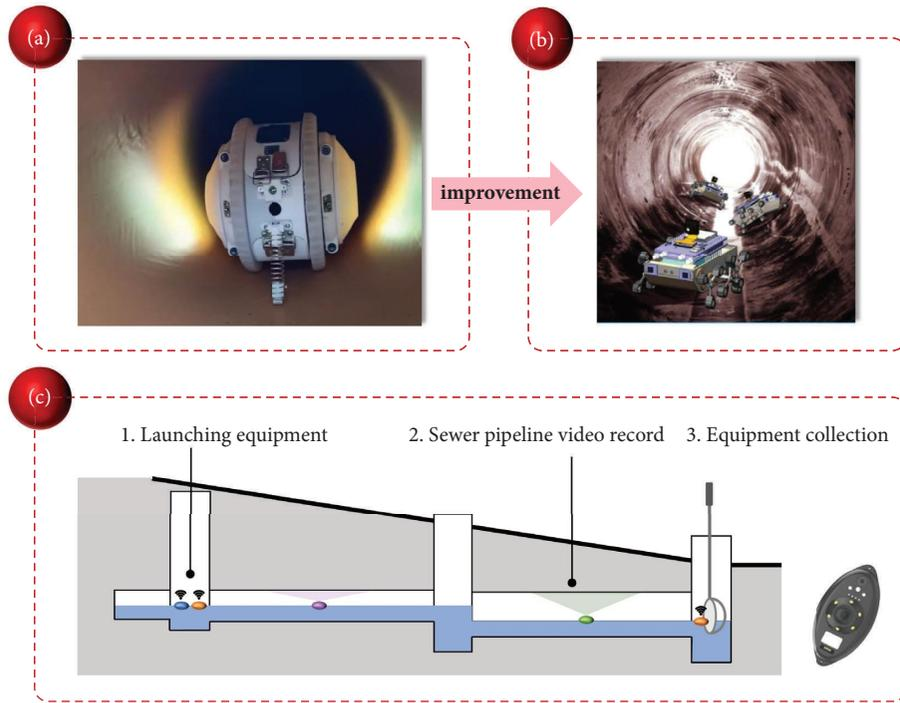 (a)
(b)
improvement
(c)
1. Launching equipment
2. Sewer pipeline video record
3. Equipment collection